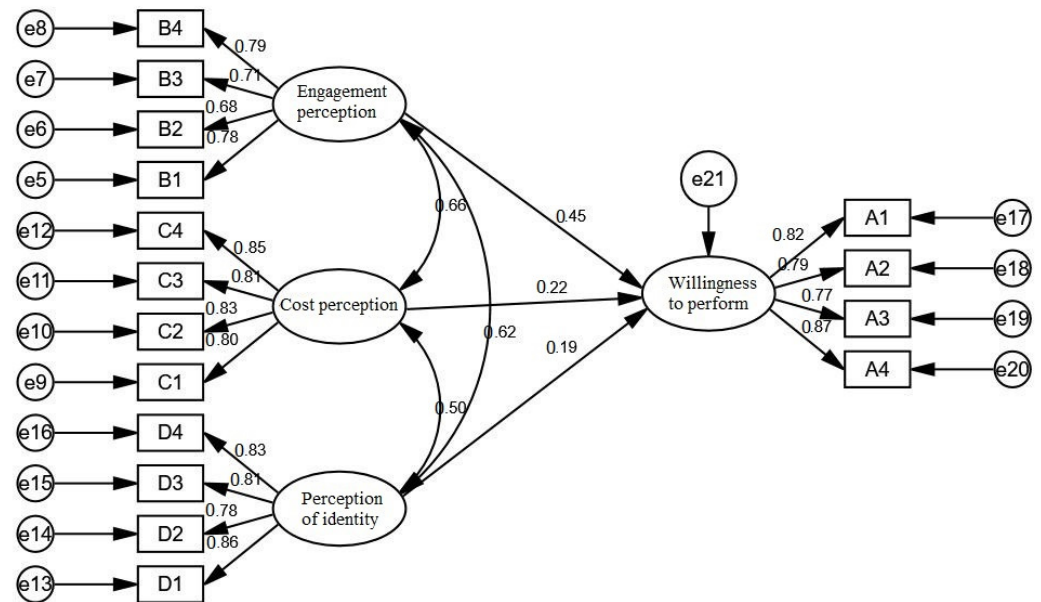 e8
B4
0.79
e7
B3
0.71
Engagement
perception
e6
B2
0.68
0.78
e5
B1
e12
C4
0.66
0.45
e21
0.85
e11
C3
0.81
Cost perception
0.22
Willingness
to perform
e10
C2
0.83
0.80
e9
C1
0.62
0.19
0.82
A1
e17
0.79
A2
e18
0.77
A3
e19
0.87
A4
e20
0.50
e16
D4
0.83
e15
D3
0.81
Perception
of identity
e14
D2
0.78
0.86
e13
D1